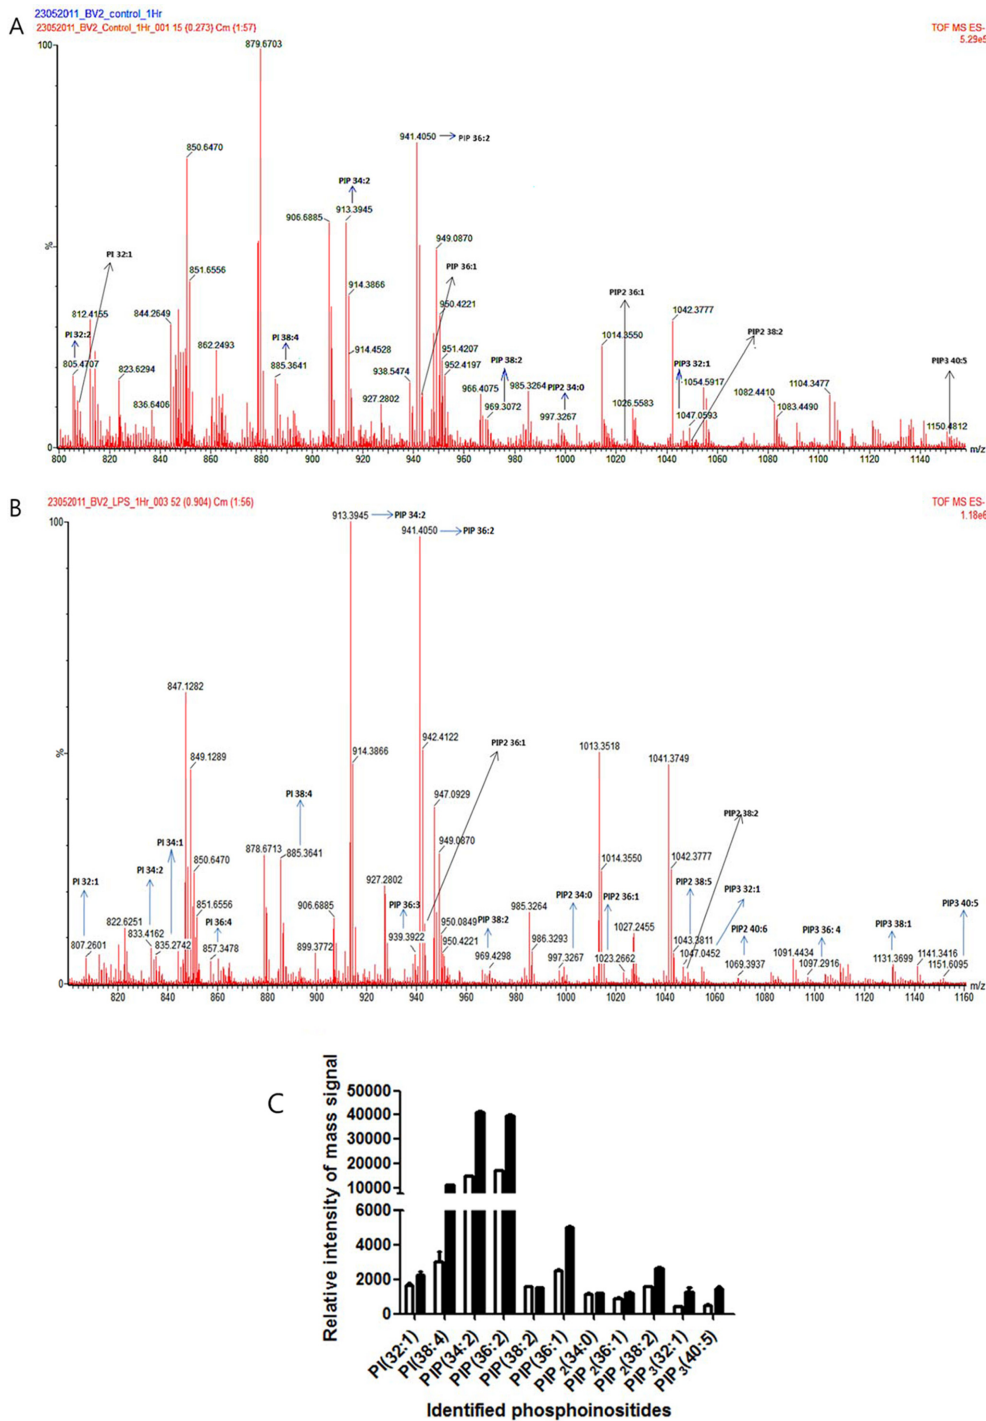 A
23052011_BV2_control_1Hr
23052011_BV2_Control_1Hr_001 15 (0.273) Cm (1:57)
TOF MS ES-
5.29e5
100
879.6703
941.4050
PIP 36:2
850.6470
PIP 34:2
906.6885
913.3945
949.0870
PI 32:1
851.6556
PIP 36:1
914.3866
PIP2 36:1
%
812.4155
844.2649
950.4221
1042.3777
PI 32:2
PI 38:4
862.2493
914.4528
1014.3550
PIP2 38:2
805.4707
823.6294
885.3641
938.5474
951.4207
952.4197
PIP 38:2
PIP3 32:1
PIP3 40:5
985.3264
PIP2 34:0
1054.5917
1104.3477
836.6406
927.2802
966.4075
969.3072
997.3267
1026.5583
1047.0593
1082.4410
1083.4490
1150.4812
0
800 820 840 860 880 900 920 940 960 980 1000 1020 1040 1060 1080 1100 1120 1140
m/z
B
23052011_BV2_LPS_1Hr_003 52 (0.904) Cm (1:56)
TOF MS ES-
1.18e6
100
913.3945
PIP 34:2
941.4050
PIP 36:2
847.1282
%
849.1289
914.3866
942.4122
PIP2 36:1
1013.3518
1041.3749
PI 38:4
947.0929
PIP2 38:2
PI 34:1
878.6713
885.3641
949.0870
PI 34:2
850.6470
1014.3550
1042.3777
PI 32:1
PI 36:4
927.2802
PIP 36:3
PIP2 34:0
PIP2 36:1
PIP2 38:5
PIP3 32:1
PIP3 40:5
851.6556
906.6885
985.3264
822.6251
PIP 38:2
950.0849
1027.2455
PIP2 40:6
PIP3 36:4
PIP3 38:1
833.4162
939.3922
950.4221
986.3293
1043.3811
807.2601
835.2742
857.3478
899.3772
969.4298
997.3267
1023.2662
1047.0452
1069.3937
1091.4434
1097.2916
1131.3699
1141.3416
1151.6095
0
820 840 860 880 900 920 940 960 980 1000 1020 1040 1060 1080 1100 1120 1140 1160
m/z
C
Relative intensity of mass signal
50000
40000
30000
20000
10000
6000
4000
2000
0
PI(32:1)
PI(38:4)
PIP(34:2)
PIP(36:2)
PIP(38:2)
PIP(36:1)
PIP2(34:0)
PIP2(36:1)
PIP2(38:2)
PIP3(32:1)
PIP3(40:5)
Identified phosphoinositides